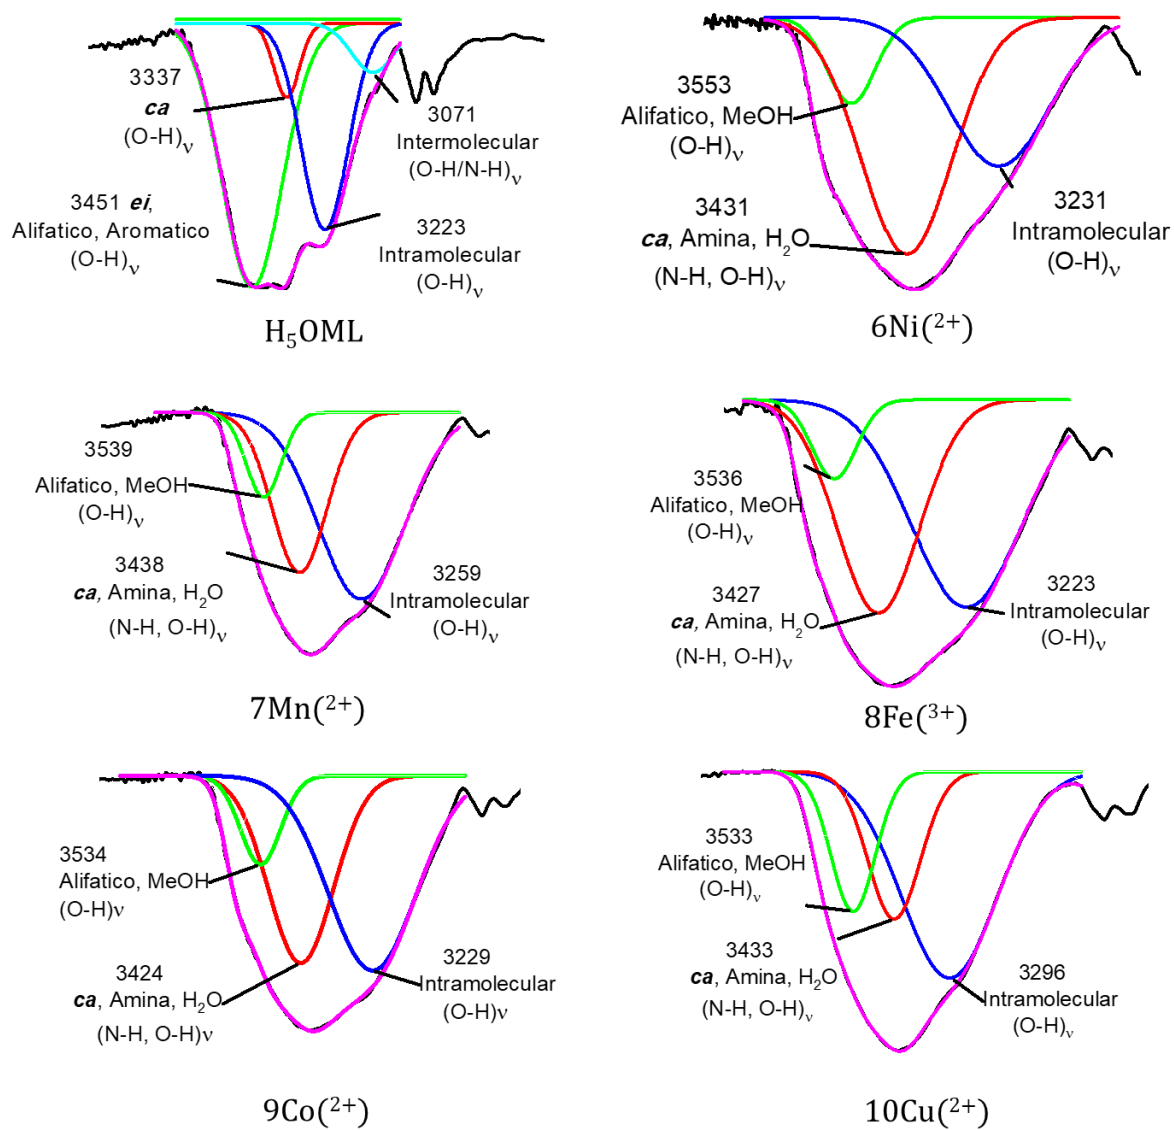 3337
ca
(O-H)ν
3451 ei,
Alifatico, Aromatico
(O-H)ν
3071
Intermolecular
(O-H/N-H)ν
3223
Intramolecular
(O-H)ν
H5OML
3553
Alifatico, MeOH
(O-H)ν
3431
ca, Amina, H2O
(N-H, O-H)ν
3231
Intramolecular
(O-H)ν
6Ni(2+)
3539
Alifatico, MeOH
(O-H)ν
3438
ca, Amina, H2O
(N-H, O-H)ν
3259
Intramolecular
(O-H)ν
7Mn(2+)
3536
Alifatico, MeOH
(O-H)ν
3427
ca, Amina, H2O
(N-H, O-H)ν
3223
Intramolecular
(O-H)ν
8Fe(3+)
3534
Alifatico, MeOH
(O-H)ν
3424
ca, Amina, H2O
(N-H, O-H)ν
3229
Intramolecular
(O-H)ν
9Co(2+)
3533
Alifatico, MeOH
(O-H)ν
3433
ca, Amina, H2O
(N-H, O-H)ν
3296
Intramolecular
(O-H)ν
10Cu(2+)